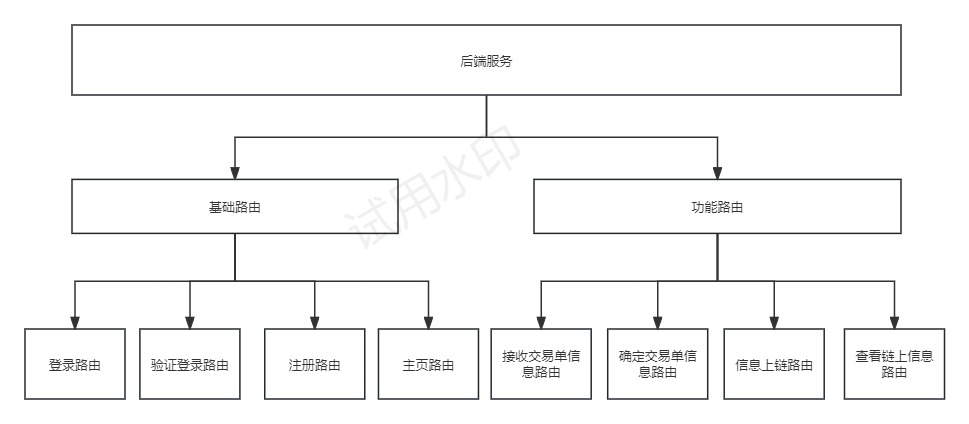 后端服务
试用水印
基础路由
功能路由
登录路由
验证登录路由
注册路由
主页路由
接收交易单信
息路由
确定交易单信
息路由
信息上链路由
查看链上信息
路由